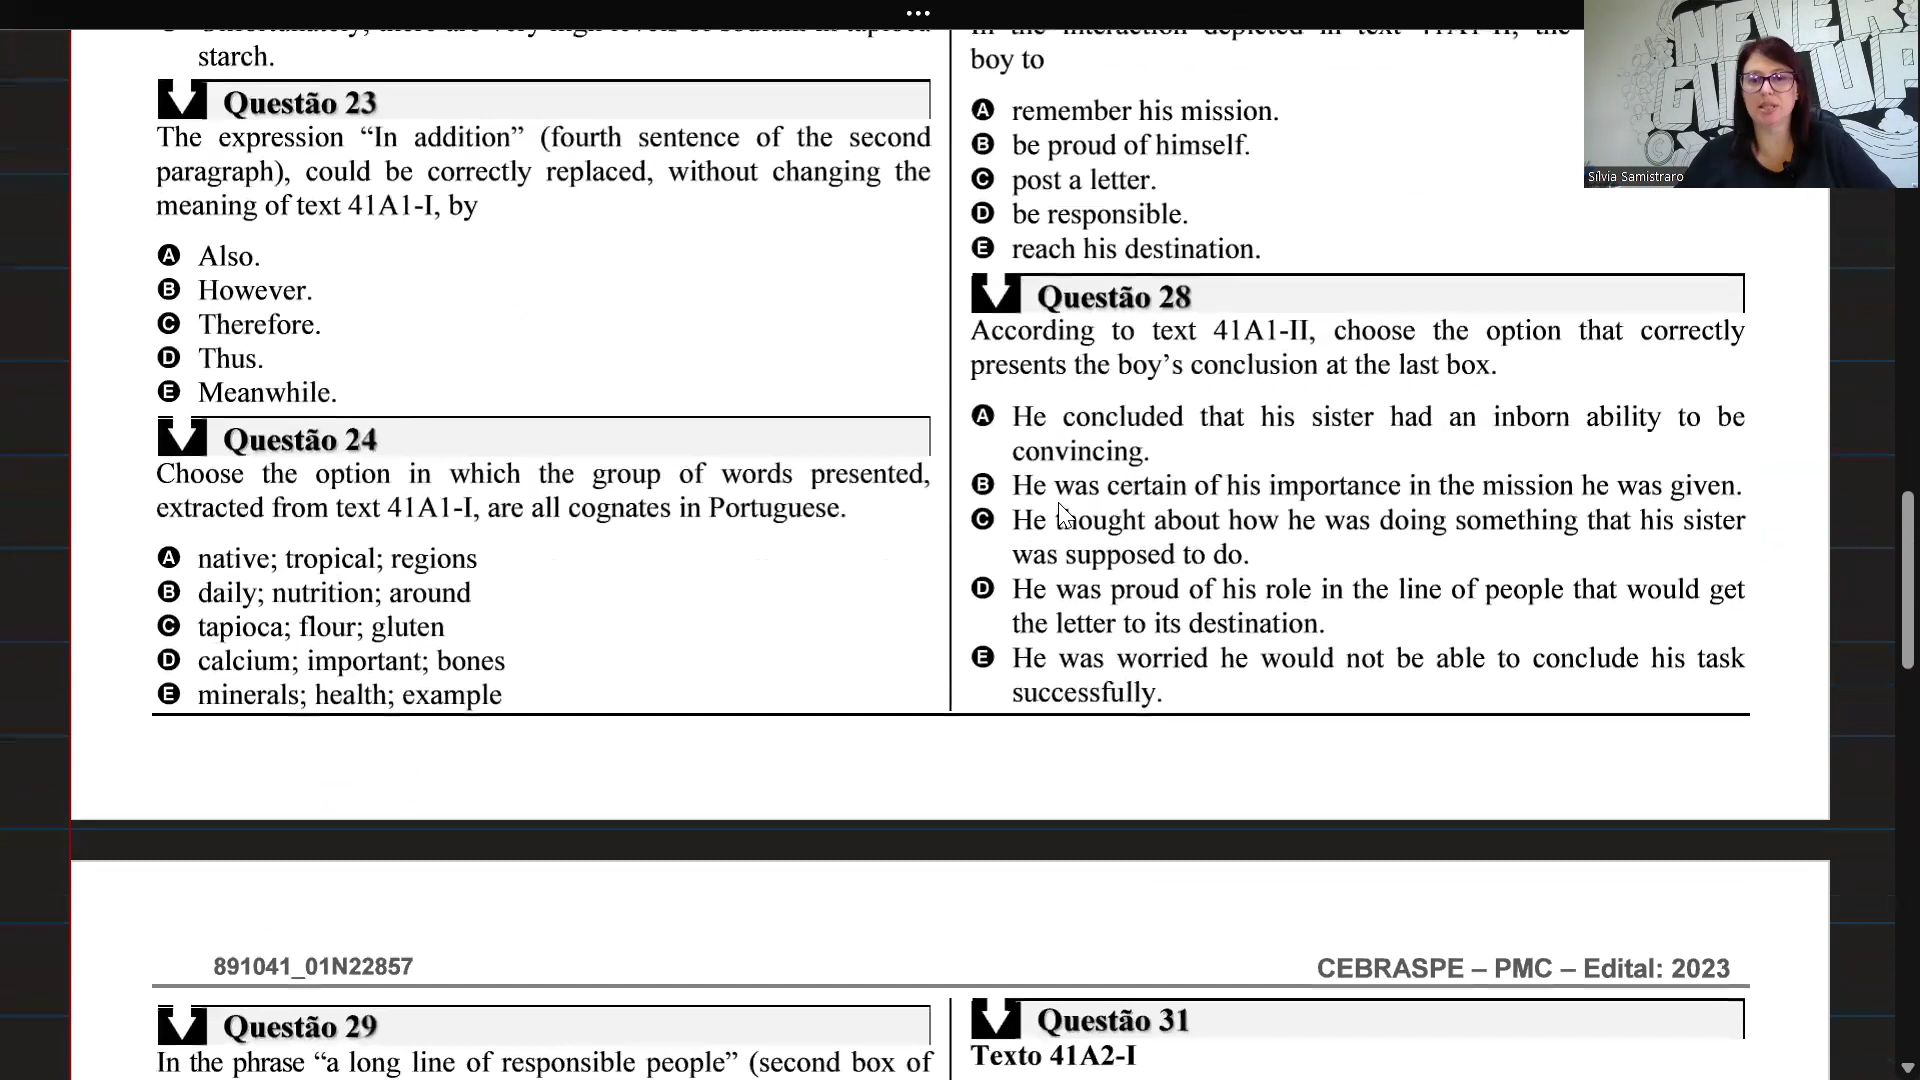 starch.
Questão 23
The expression “In addition” (fourth sentence of the second
paragraph), could be correctly replaced, without changing the
meaning of text 41A1-I, by
A Also.
B However.
C Therefore.
D Thus.
E Meanwhile.
Questão 24
Choose the option in which the group of words presented,
extracted from text 41A1-I, are all cognates in Portuguese.
A native; tropical; regions
B daily; nutrition; around
C tapioca; flour; gluten
D calcium; important; bones
E minerals; health; example
boy to
A remember his mission.
B be proud of himself.
C post a letter.
D be responsible.
E reach his destination.
Questão 28
According to text 41A1-II, choose the option that correctly
presents the boy’s conclusion at the last box.
A He concluded that his sister had an inborn ability to be
convincing.
B He was certain of his importance in the mission he was given.
C He thought about how he was doing something that his sister
was supposed to do.
D He was proud of his role in the line of people that would get
the letter to its destination.
E He was worried he would not be able to conclude his task
successfully.
NEVER
GIVE UP
Sílvia Samistraro
891041_01N22857
CEBRASPE – PMC – Edital: 2023
Questão 29
In the phrase “a long line of responsible people” (second box of
Questão 31
Texto 41A2-I